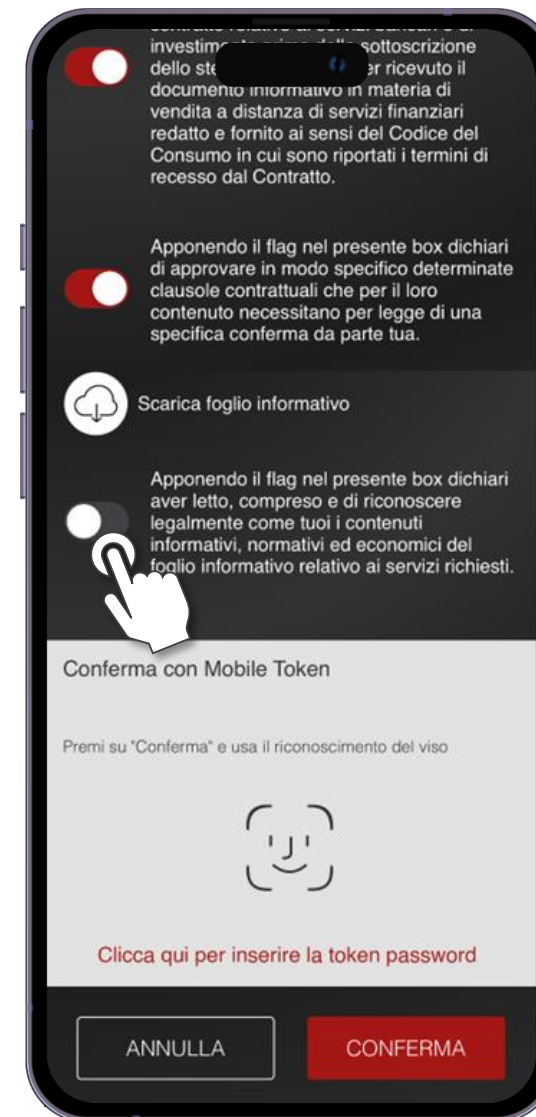 investimento prima della sottoscrizione
dello ste er ricevuto il
documento informativo in materia di
vendita a distanza di servizi finanziari
redatto e fornito ai sensi del Codice del
Consumo in cui sono riportati i termini di
recesso dal Contratto.
Apponendo il flag nel presente box dichiari
di approvare in modo specifico determinate
clausole contrattuali che per il loro
contenuto necessitano per legge di una
specifica conferma da parte tua.
Scarica foglio informativo
Apponendo il flag nel presente box dichiari
aver letto, compreso e di riconoscere
legalmente come tuoi i contenuti
informativi, normativi ed economici del
foglio informativo relativo ai servizi richiesti.
Conferma con Mobile Token
Premi su "Conferma" e usa il riconoscimento del viso
Clicca qui per inserire la token password
ANNULLA
CONFERMA